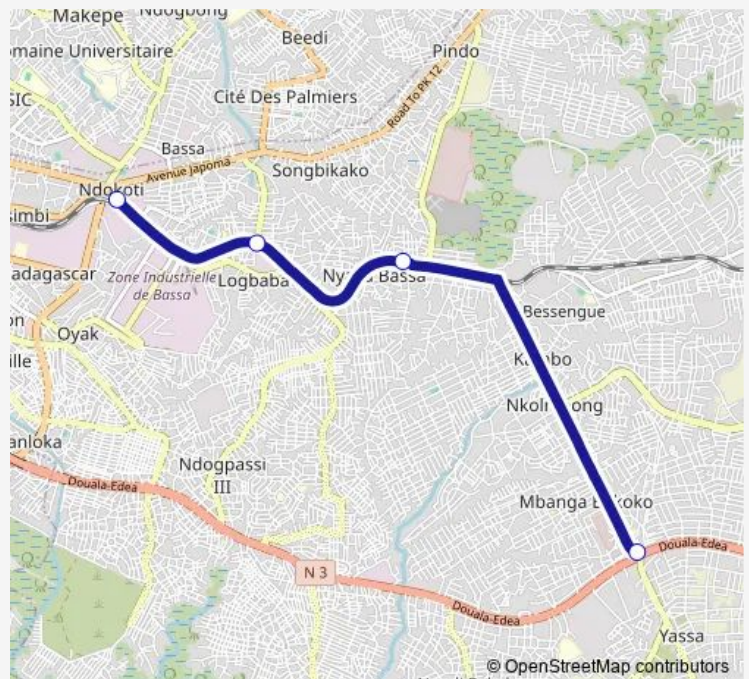 Makepe
Ndogbong
Beedi
omaine Universitaire
Pindo
SIC
Cité Des Palmiers
Road To PK 12
Bassa
Avenue Japoma
Songbikako
Ndokoti
simbi
adagascar
Zone Industrielle
de Bassa
Logbaba
Bassa
Bessengue
on
Oyak
ille
anloka
Ndogpassi
III
Mbanga
Douala-Edea
Douala-Edea
N 3
Douala-Edea
Yassa
© OpenStreetMap contributors